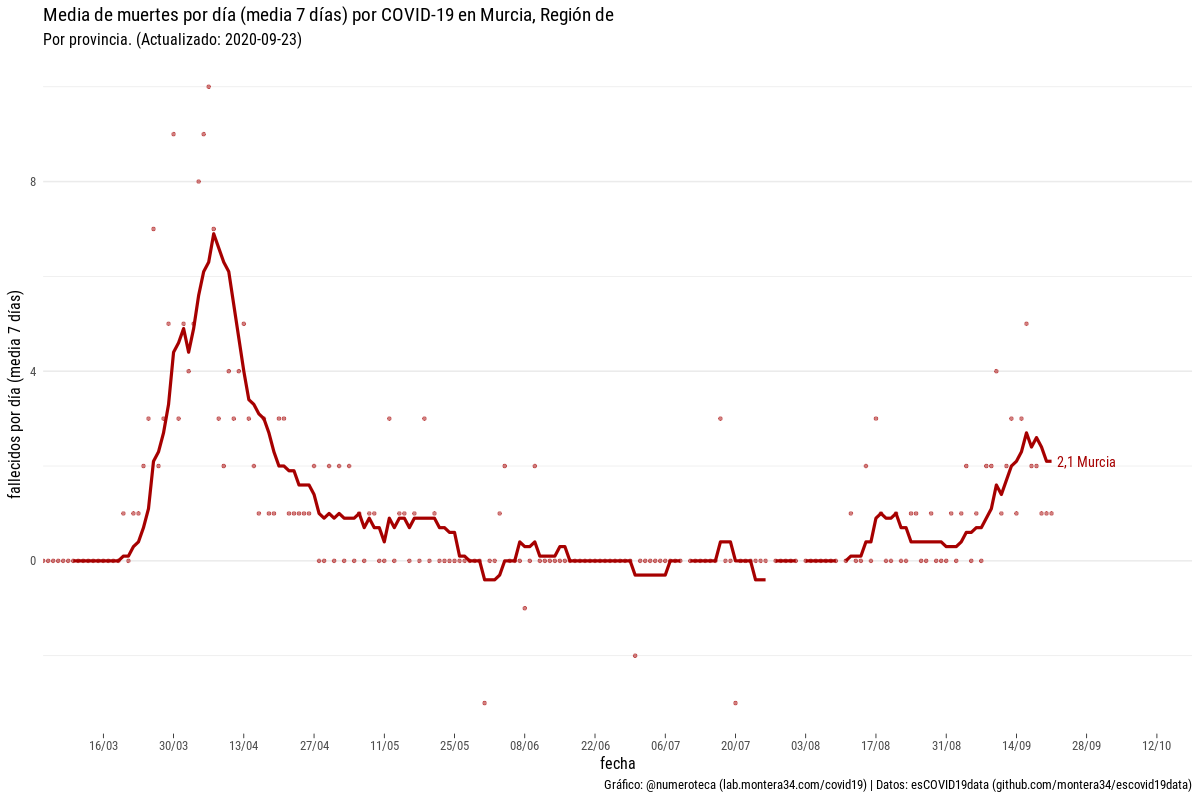 Media de muertes por día (media 7 días) por COVID-19 en Murcia, Región de
Por provincia. (Actualizado: 2020-09-23)
fallecidos por día (media 7 días)
8
4
0
2,1 Murcia
16/03 30/03 13/04 27/04 11/05 25/05 08/06 22/06 06/07 20/07 03/08 17/08 31/08 14/09 28/09 12/10
fecha
Gráfico: @numeroteca (lab.montera34.com/covid19) | Datos: esCOVID19data (github.com/montera34/escovid19data)